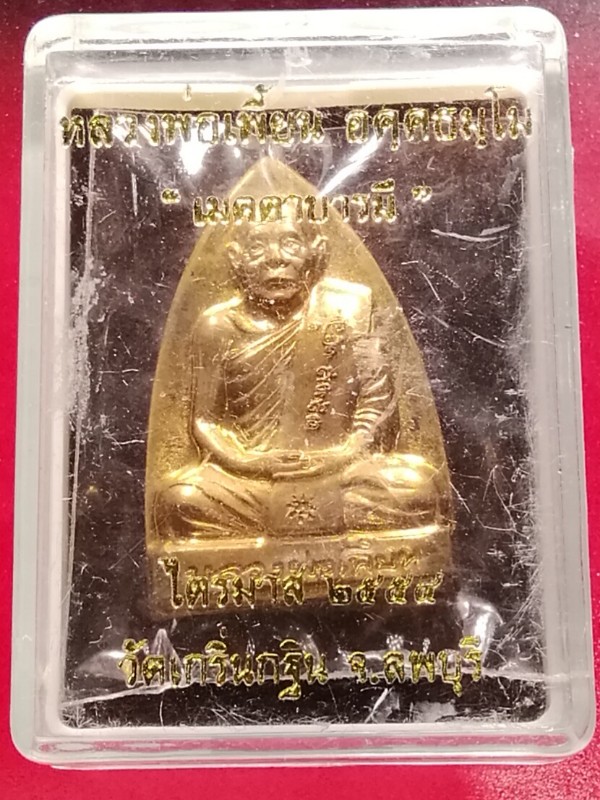 หลวงพ่อเพี้ยน อคฺคธมฺโม
" เมตตาบารมี "
ไตรมาส ๒๕๕๔
วัดเกริ่นกฐิน จ.ลพบุรี